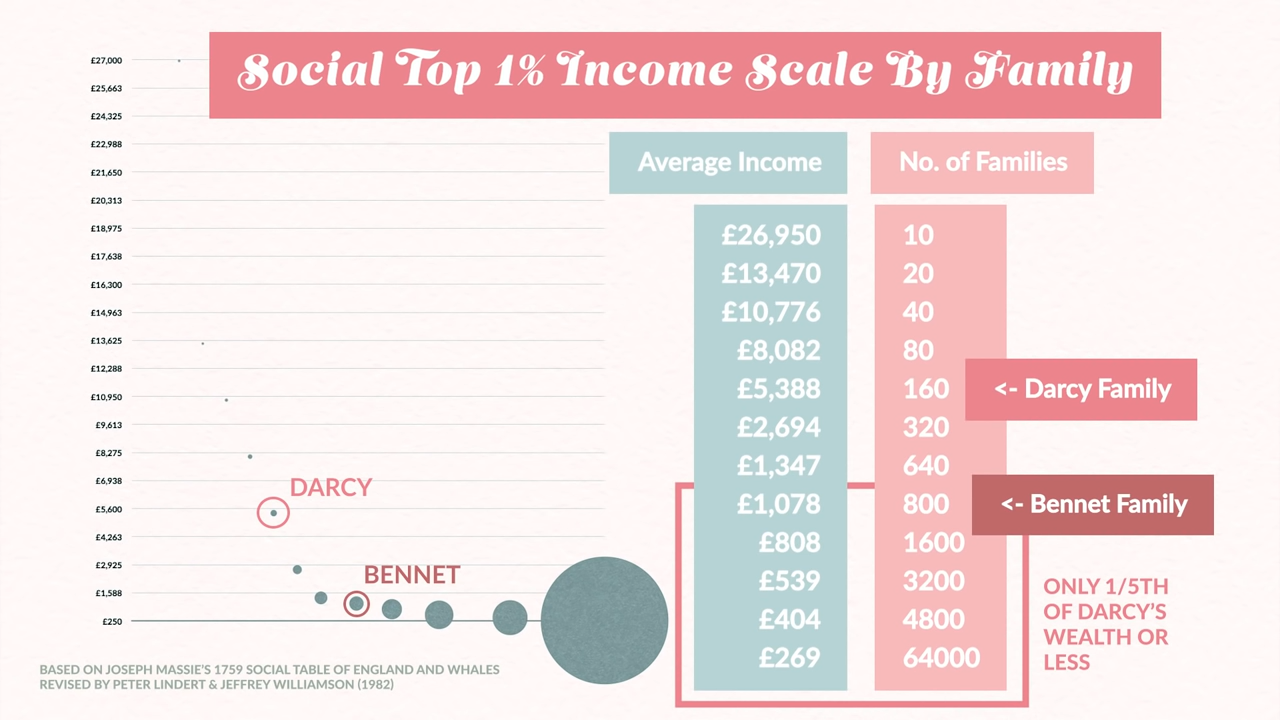 Social Top 1% Income Scale By Family
£27,000
£25,663
£24,325
£22,988
£21,650
£20,313
£18,975
£17,638
£16,300
£14,963
£13,625
£12,288
£10,950
£9,613
£8,275
£6,938
£5,600
£4,263
£2,925
£1,588
£250
DARCY
BENNET
Average Income No. of Families
£26,950 10
£13,470 20
£10,776 40
£8,082 80
£5,388 160 <- Darcy Family
£2,694 320
£1,347 640
£1,078 800 <- Bennet Family
£808 1600
£539 3200
£404 4800
£269 64000
ONLY 1/5TH
OF DARCY'S
WEALTH OR
LESS
BASED ON JOSEPH MASSIE'S 1759 SOCIAL TABLE OF ENGLAND AND WHALES
REVISED BY PETER LINDERT & JEFFREY WILLIAMSON (1982)